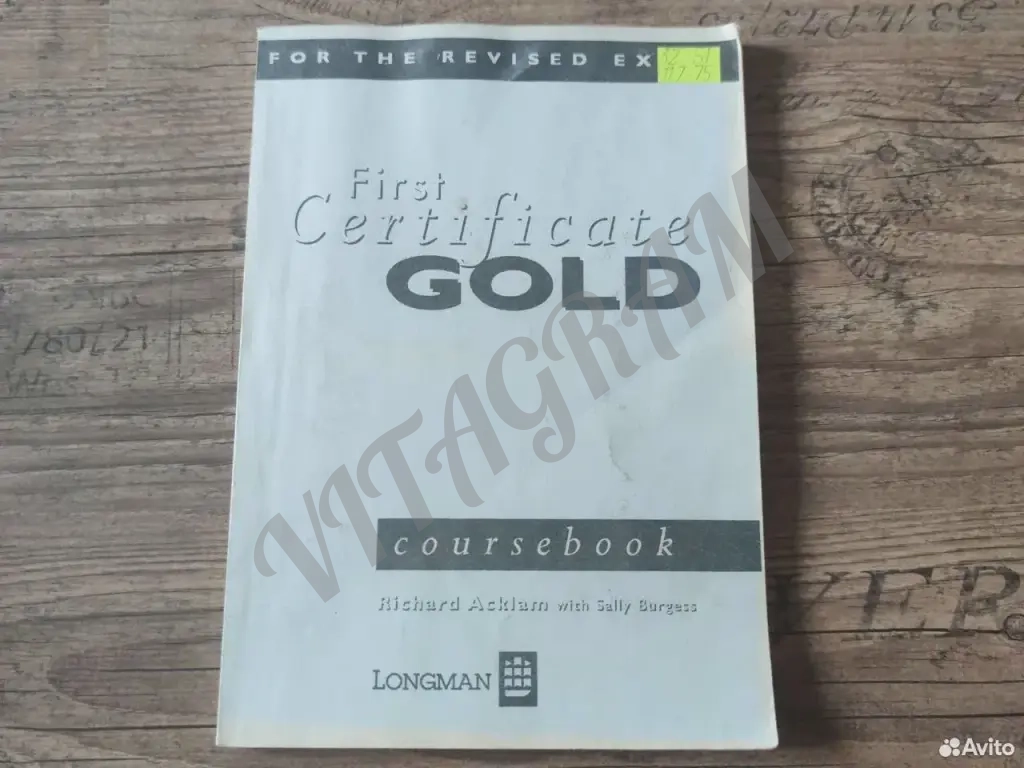 FOR THE REVISED EX
First
Certificate
GOLD
VITAGRAM
coursebook
Richard Acklam with Sally Burgess
LONGMAN
Avito